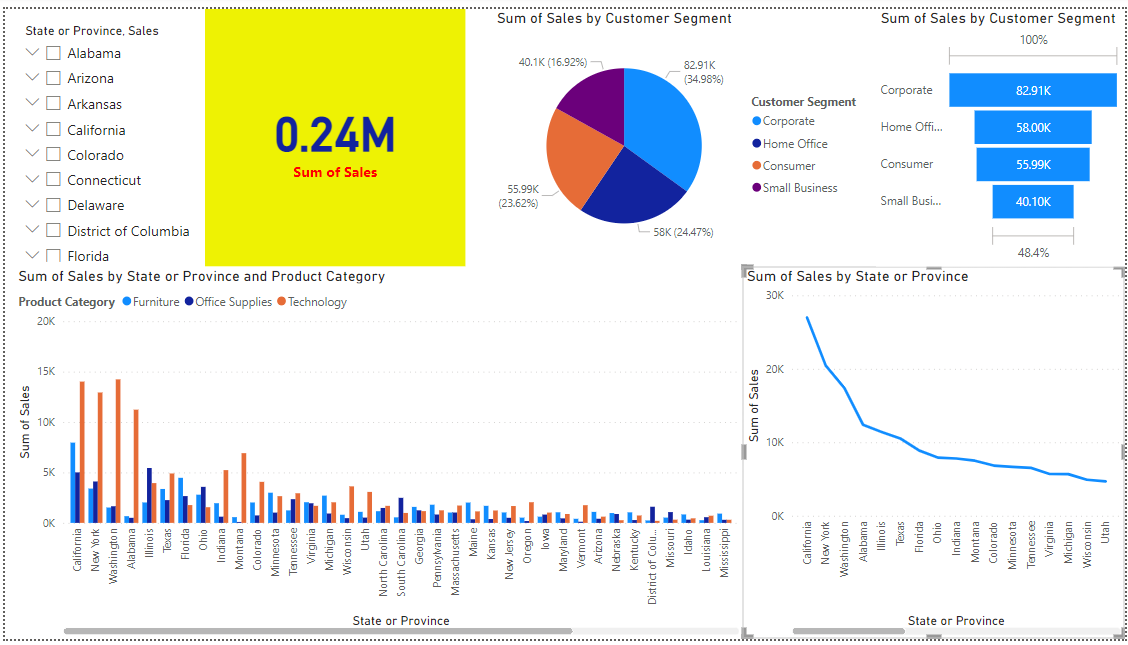 State or Province, Sales
Alabama
Arizona
Arkansas
California
Colorado
Connecticut
Delaware
District of Columbia
Florida
0.24M
Sum of Sales
Sum of Sales by Customer Segment
40.1K (16.92%)
82.91K
(34.98%)
55.99K
(23.62%)
58K (24.47%)
Customer Segment
Corporate
Home Office
Consumer
Small Business
Sum of Sales by Customer Segment
100%
Corporate 82.91K
Home Offi... 58.00K
Consumer 55.99K
Small Busi... 40.10K
48.4%
Sum of Sales by State or Province and Product Category
Product Category Furniture Office Supplies Technology
20K
15K
10K
5K
0K
Sum of Sales
California
New York
Washington
Alabama
Illinois
Texas
Florida
Ohio
Indiana
Montana
Colorado
Minnesota
Tennessee
Virginia
Michigan
Wisconsin
Utah
North Carolina
South Carolina
Georgia
Pennsylvania
Massachusetts
Maine
Kansas
New Jersey
Oregon
Iowa
Maryland
Vermont
Arizona
Nebraska
Kentucky
District of Colu...
Missouri
Idaho
Louisiana
Mississippi
State or Province
Sum of Sales by State or Province
30K
20K
10K
0K
Sum of Sales
California
New York
Washington
Alabama
Illinois
Texas
Florida
Ohio
Indiana
Montana
Colorado
Minnesota
Tennessee
Virginia
Michigan
Wisconsin
Utah
State or Province